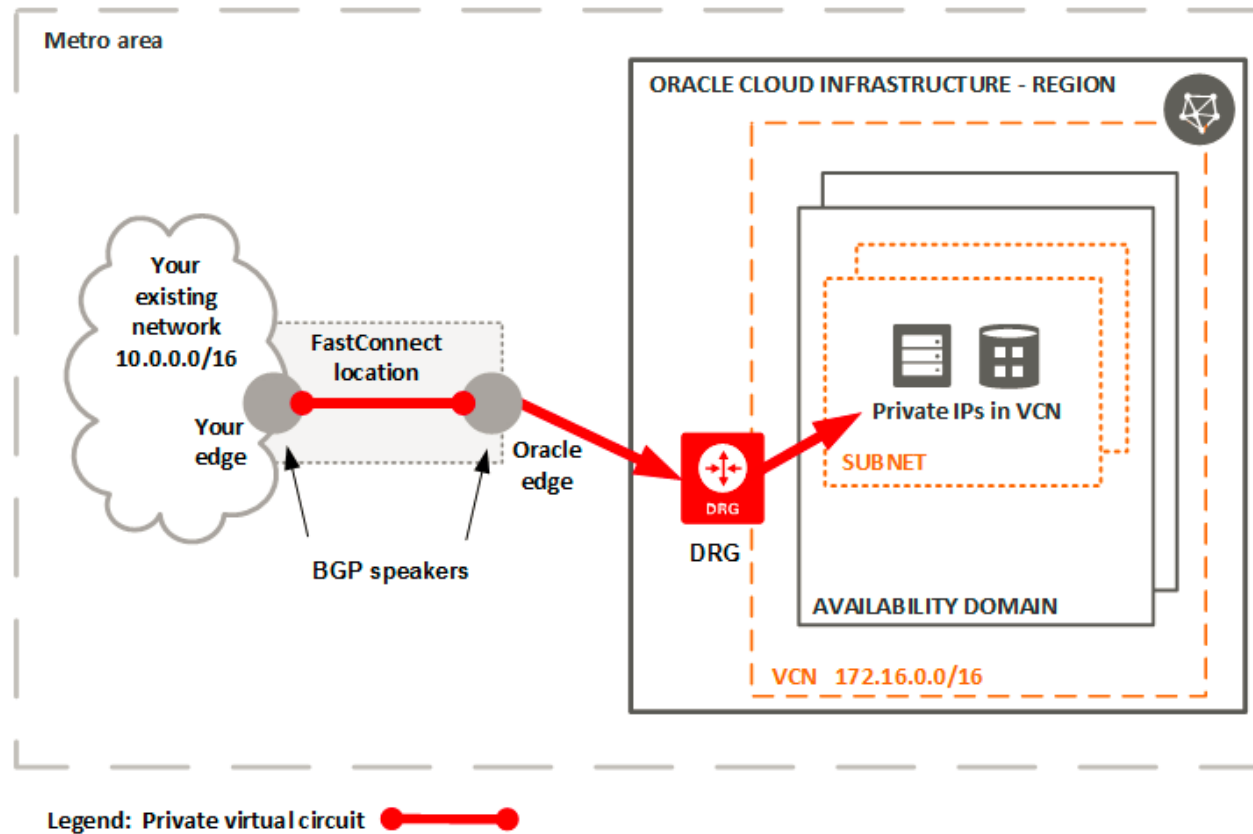 Metro area
ORACLE CLOUD INFRASTRUCTURE - REGION
Your
existing
network
10.0.0.0/16
FastConnect
location
Your
edge
Oracle
edge
BGP speakers
DRG
DRG
Private IPs in VCN
SUBNET
AVAILABILITY DOMAIN
VCN 172.16.0.0/16
Legend: Private virtual circuit